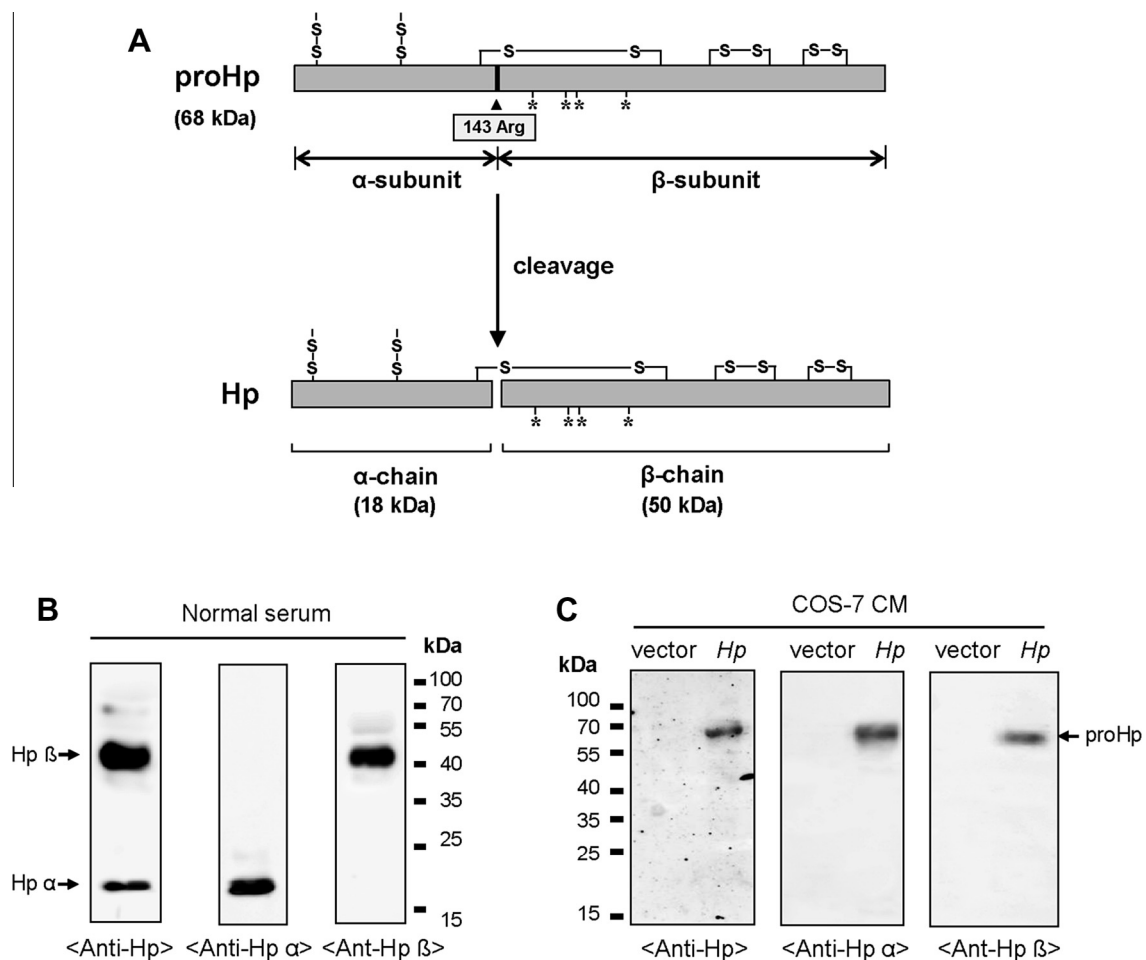 A
S S S S S S
S S
proHp
(68 kDa)
* ** *
143 Arg
α-subunit β-subunit
cleavage
S S S S S S
S S
Hp
* ** *
α-chain β-chain
(18 kDa) (50 kDa)
B
Normal serum
kDa
100
70
55
Hp ß
40
35
25
Hp α
15
<Anti-Hp> <Anti-Hp α> <Ant-Hp ß>
C
COS-7 CM
vector Hp vector Hp vector Hp
kDa
100
70
proHp
55
40
35
25
15
<Anti-Hp> <Anti-Hp α> <Ant-Hp ß>